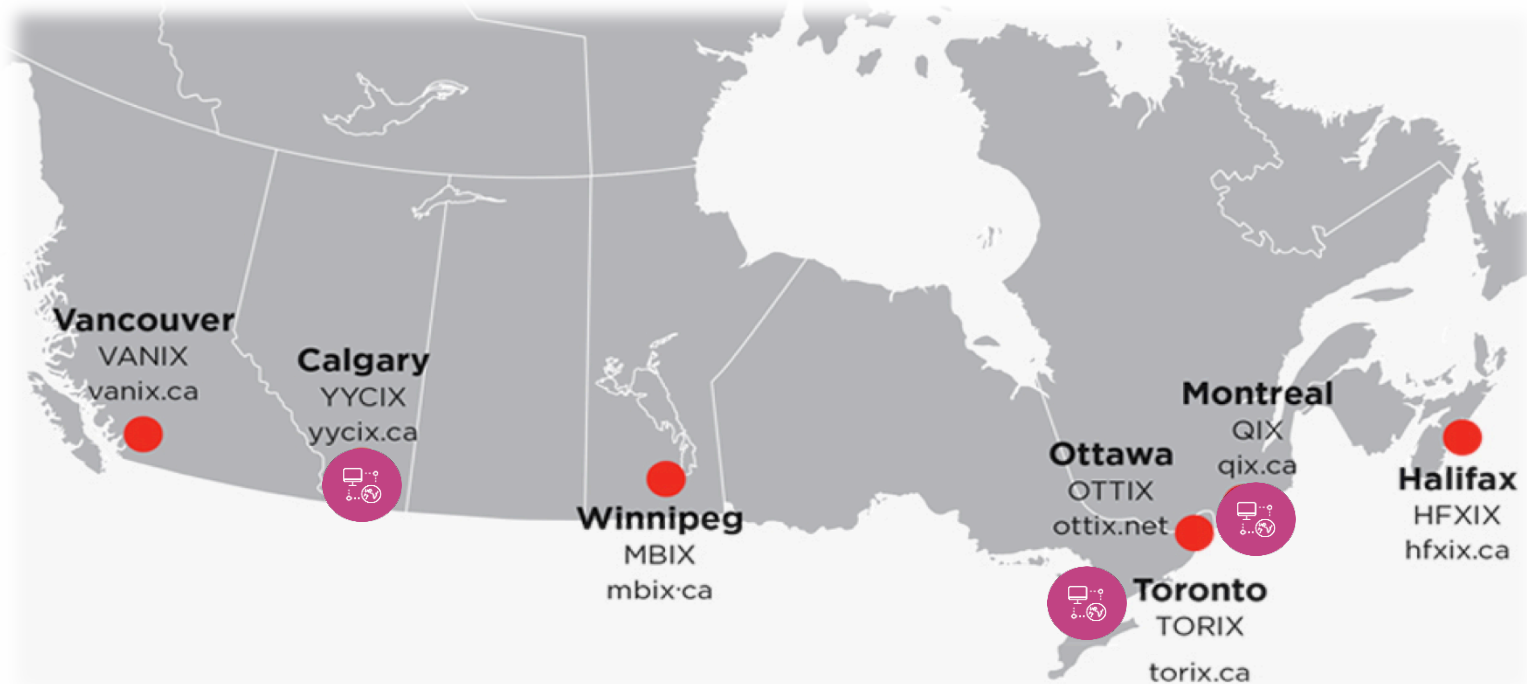 Vancouver
VANIX
vanix.ca
Calgary
YYCIX
yycix.ca
Winnipeg
MBIX
mbix·ca
Ottawa
OTTIX
ottix.net
Montreal
QIX
qix.ca
Toronto
TORIX
torix.ca
Halifax
HFXIX
hfxix.ca